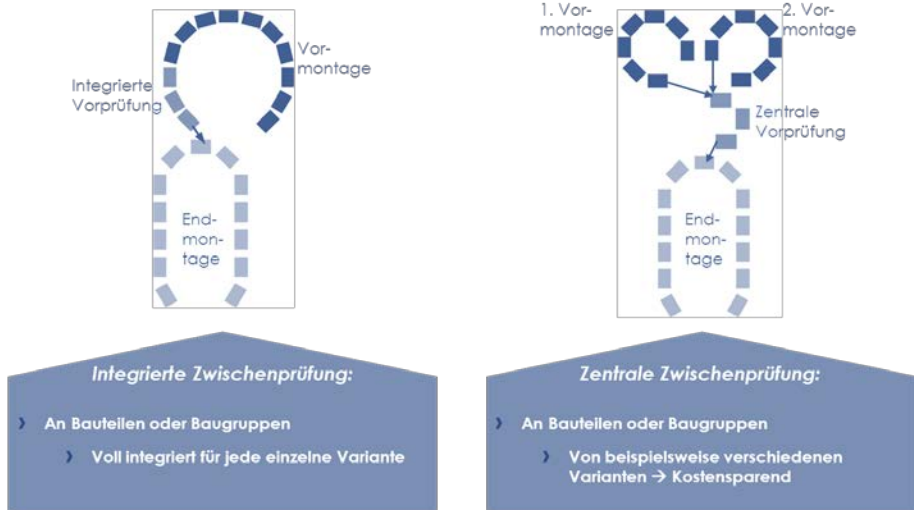 Vor-
montage
Integrierte
Vorprüfung
End-
mon-
tage
1. Vor-
montage
2. Vor-
montage
Zentrale
Vorprüfung
End-
mon-
tage
Integrierte Zwischenprüfung:
› An Bauteilen oder Baugruppen
› Voll integriert für jede einzelne Variante
Zentrale Zwischenprüfung:
› An Bauteilen oder Baugruppen
› Von beispielsweise verschiedenen
Varianten → Kostensparend